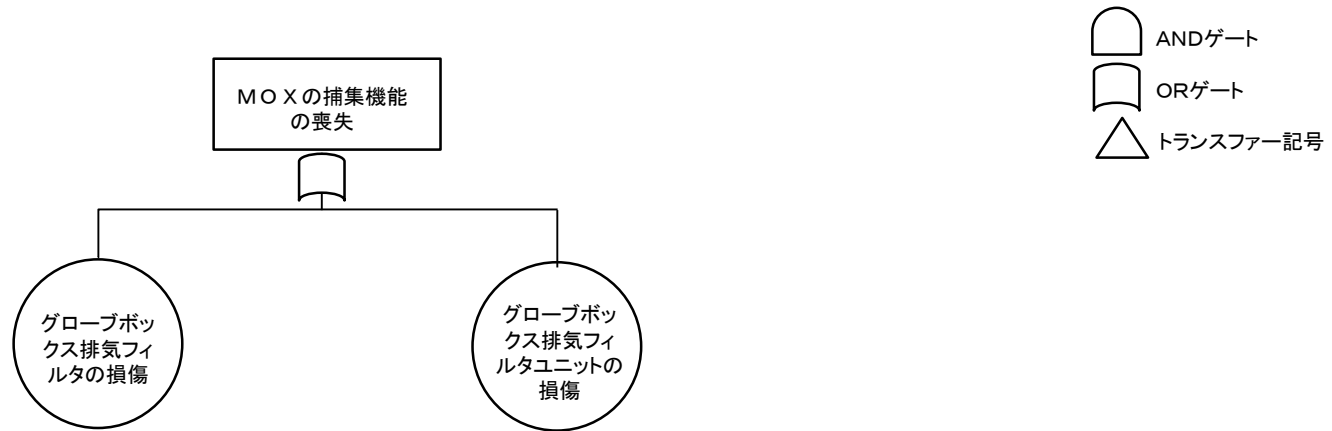 ＭＯＸの捕集機能
の喪失
グローブボッ
クス排気フィ
ルタの損傷
グローブボッ
クス排気フィ
ルタユニットの
損傷
ANDゲート
ORゲート
トランスファー記号